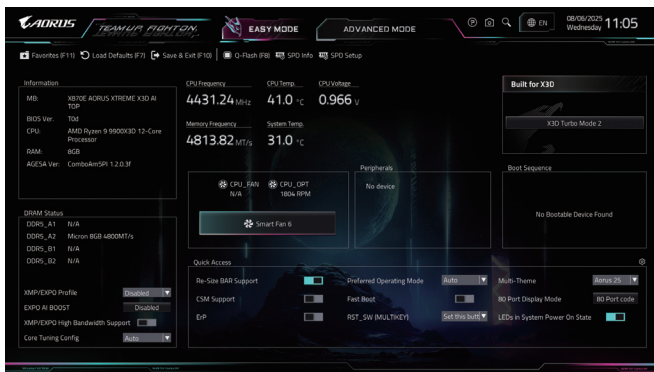 AORUS TEAM UP. FIGHT ON. EASY MODE ADVANCED MODE EN 08/06/2025 Wednesday 11:05
Favorites (F11) Load Defaults (F7) Save & Exit (F10) Q-Flash (F8) SPD Info SPD Setup
Information
MB: X870E AORUS XTREME X3D AI TOP
BIOS Ver. T0d
CPU: AMD Ryzen 9 9900X3D 12-Core Processor
RAM: 8GB
AGESA Ver: ComboAm5PI 1.2.0.3f
CPU Frequency CPU Temp. CPU Voltage
4431.24 MHz 41.0 °C 0.966 V
Memory Frequency System Temp.
4813.82 MT/s 31.0 °C
Built for X3D
X3D Turbo Mode 2
CPU_FAN N/A
CPU_OPT 1804 RPM
Smart Fan 6
Peripherals
No device
Boot Sequence
No Bootable Device Found
DRAM Status
DDR5_A1 N/A
DDR5_A2 Micron 8GB 4800MT/s
DDR5_B1 N/A
DDR5_B2 N/A
XMP/EXPO Profile Disabled
EXPO AI BOOST Disabled
XMP/EXPO High Bandwidth Support
Core Tuning Config Auto
Quick Access
Re-Size BAR Support Preferred Operating Mode Auto Multi-Theme Aorus 25
CSM Support Fast Boot 80 Port Display Mode 80 Port code
ErP RST_SW (MULTIKEY) Set this butt LEDs in System Power On State